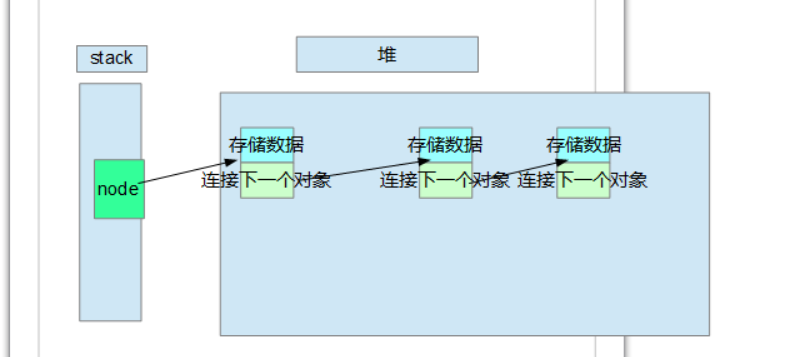 stack
堆
存储数据
存储数据
存储数据
node
连接下一个对象
连接下一个对象
连接下一个对象